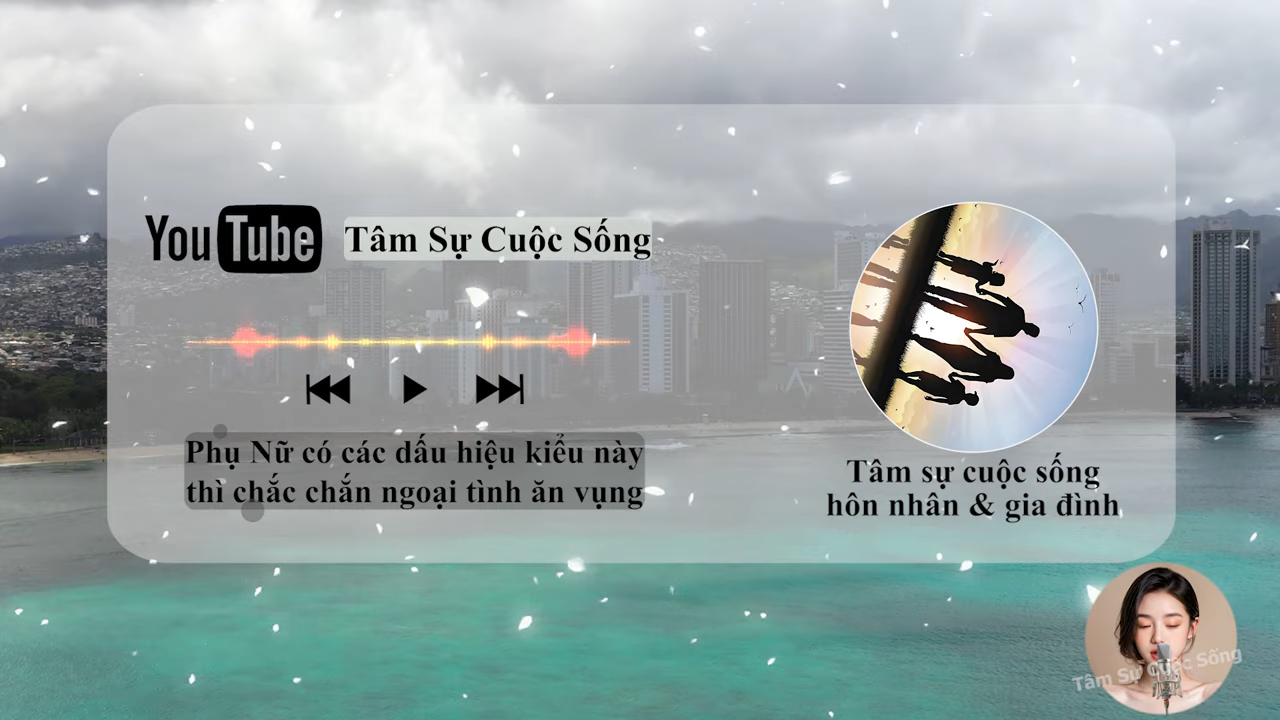 YouTube
Tâm Sự Cuộc Sống
Phụ Nữ có các dấu hiệu kiểu này
thì chắc chắn ngoại tình ăn vụng
Tâm sự cuộc sống
hôn nhân & gia đình
Tâm Sự Cuộc Sống